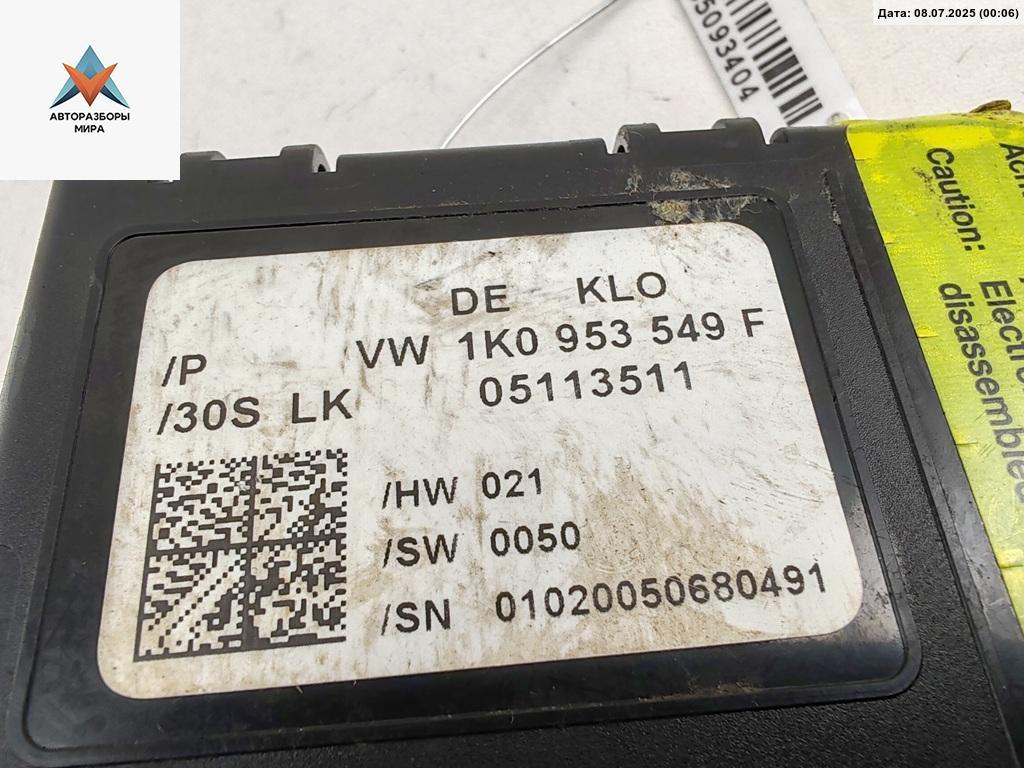 Дата: 08.07.2025 (00:06)
АВТОРАЗБОРЫ
МИРА
5093404
DE KLO
/P VW 1K0 953 549 F
/30S LK 05113511
/HW 021
/SW 0050
/SN 01020050680491
Caution:
disassembled